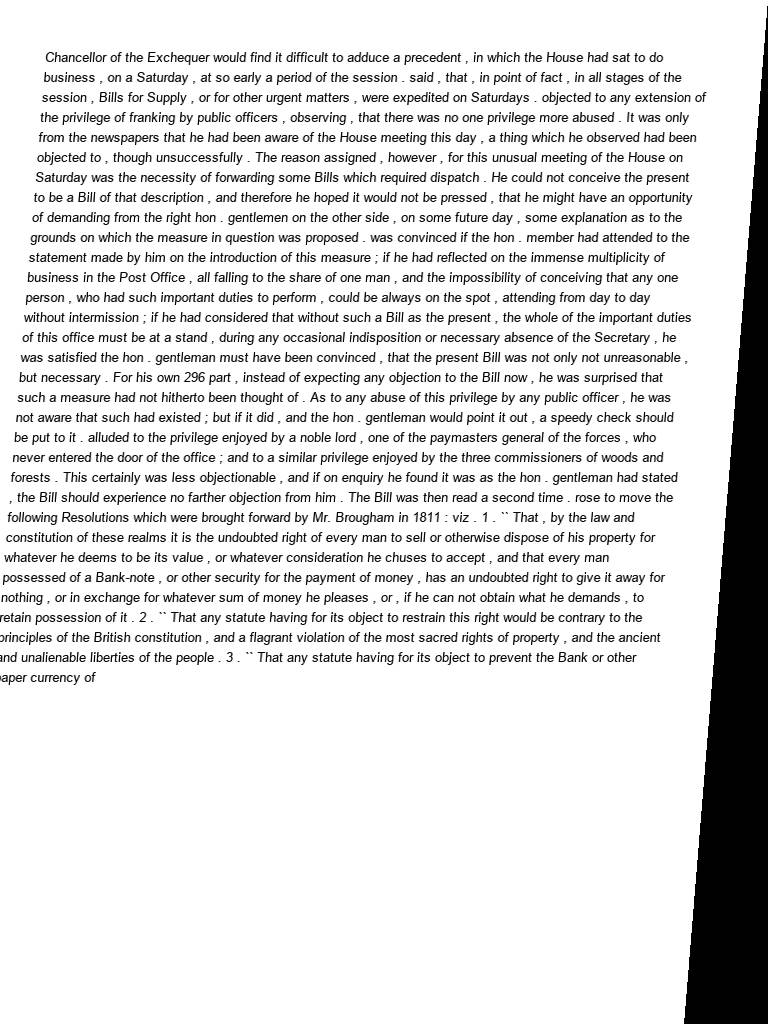 Chancellor of the Exchequer would find it difficult to adduce a precedent , in which the House had sat to do
business , on a Saturday , at so early a period of the session . said , that , in point of fact , in all stages of the
session , Bills for Supply , or for other urgent matters , were expedited on Saturdays . objected to any extension of
the privilege of franking by public officers , observing , that there was no one privilege more abused . It was only
from the newspapers that he had been aware of the House meeting this day , a thing which he observed had been
objected to , though unsuccessfully . The reason assigned , however , for this unusual meeting of the House on
Saturday was the necessity of forwarding some Bills which required dispatch . He could not conceive the present
to be a Bill of that description , and therefore he hoped it would not be pressed , that he might have an opportunity
of demanding from the right hon . gentlemen on the other side , on some future day , some explanation as to the
grounds on which the measure in question was proposed . was convinced if the hon . member had attended to the
statement made by him on the introduction of this measure ; if he had reflected on the immense multiplicity of
business in the Post Office , all falling to the share of one man , and the impossibility of conceiving that any one
person , who had such important duties to perform , could be always on the spot , attending from day to day
without intermission ; if he had considered that without such a Bill as the present , the whole of the important duties
of this office must be at a stand , during any occasional indisposition or necessary absence of the Secretary , he
was satisfied the hon . gentleman must have been convinced , that the present Bill was not only not unreasonable ,
but necessary . For his own 296 part , instead of expecting any objection to the Bill now , he was surprised that
such a measure had not hitherto been thought of . As to any abuse of this privilege by any public officer , he was
not aware that such had existed ; but if it did , and the hon . gentleman would point it out , a speedy check should
be put to it . alluded to the privilege enjoyed by a noble lord , one of the paymasters general of the forces , who
never entered the door of the office ; and to a similar privilege enjoyed by the three commissioners of woods and
forests . This certainly was less objectionable , and if on enquiry he found it was as the hon . gentleman had stated
, the Bill should experience no farther objection from him . The Bill was then read a second time . rose to move the
following Resolutions which were brought forward by Mr. Brougham in 1811 : viz . 1 . `` That , by the law and
constitution of these realms it is the undoubted right of every man to sell or otherwise dispose of his property for
whatever he deems to be its value , or whatever consideration he chuses to accept , and that every man
possessed of a Bank-note , or other security for the payment of money , has an undoubted right to give it away for
nothing , or in exchange for whatever sum of money he pleases , or , if he can not obtain what he demands , to
retain possession of it . 2 . `` That any statute having for its object to restrain this right would be contrary to the
principles of the British constitution , and a flagrant violation of the most sacred rights of property , and the ancient
and unalienable liberties of the people . 3 . `` That any statute having for its object to prevent the Bank or other
paper currency of